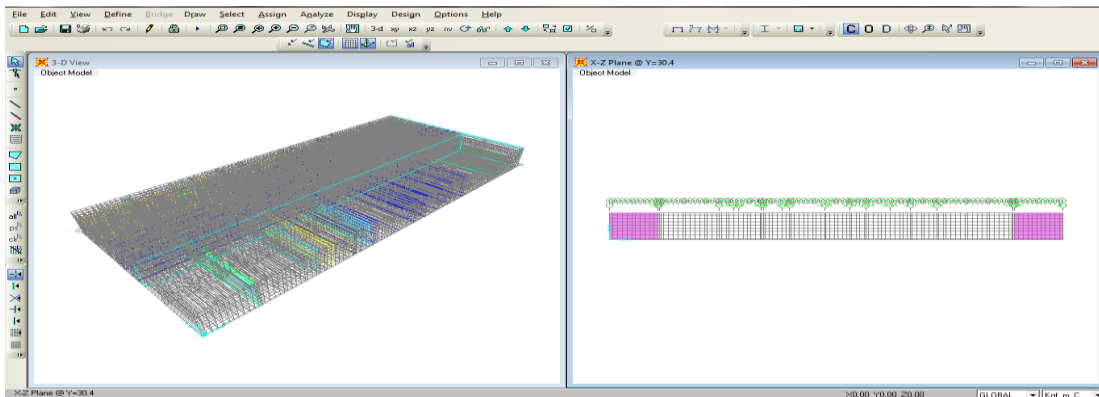 File Edit View Define Bridge Draw Select Assign Analyze Display Design Options Help
3-d xy xz yz nv
C O D
3-D View
Object Model
X-Z Plane @ Y=30.4
Object Model
all
clr
X-Z Plane @ Y=30.4
X0.00 Y0.00 Z0.00
GLOBAL
Kgf, m, C